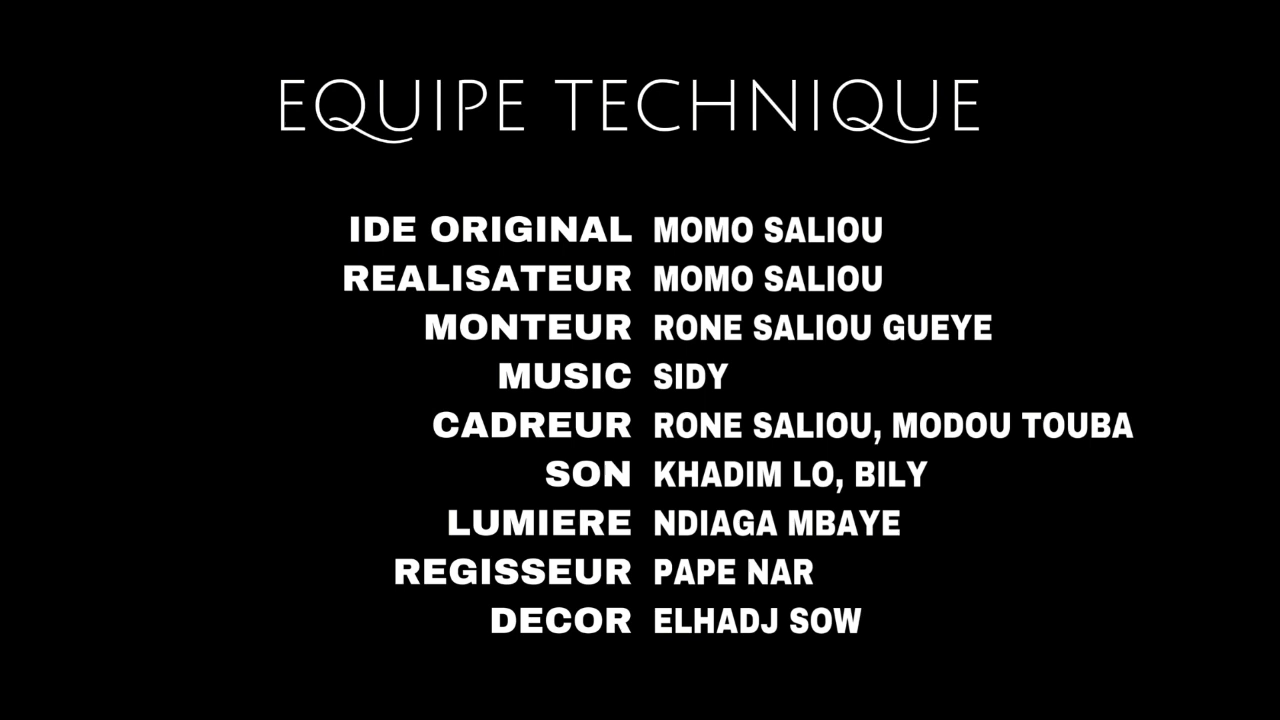 EQUIPE TECHNIQUE
IDE ORIGINAL MOMO SALIOU
REALISATEUR MOMO SALIOU
MONTEUR RONE SALIOU GUEYE
MUSIC SIDY
CADREUR RONE SALIOU, MODOU TOUBA
SON KHADIM LO, BILY
LUMIERE NDIAGA MBAYE
REGISSEUR PAPE NAR
DECOR ELHADJ SOW